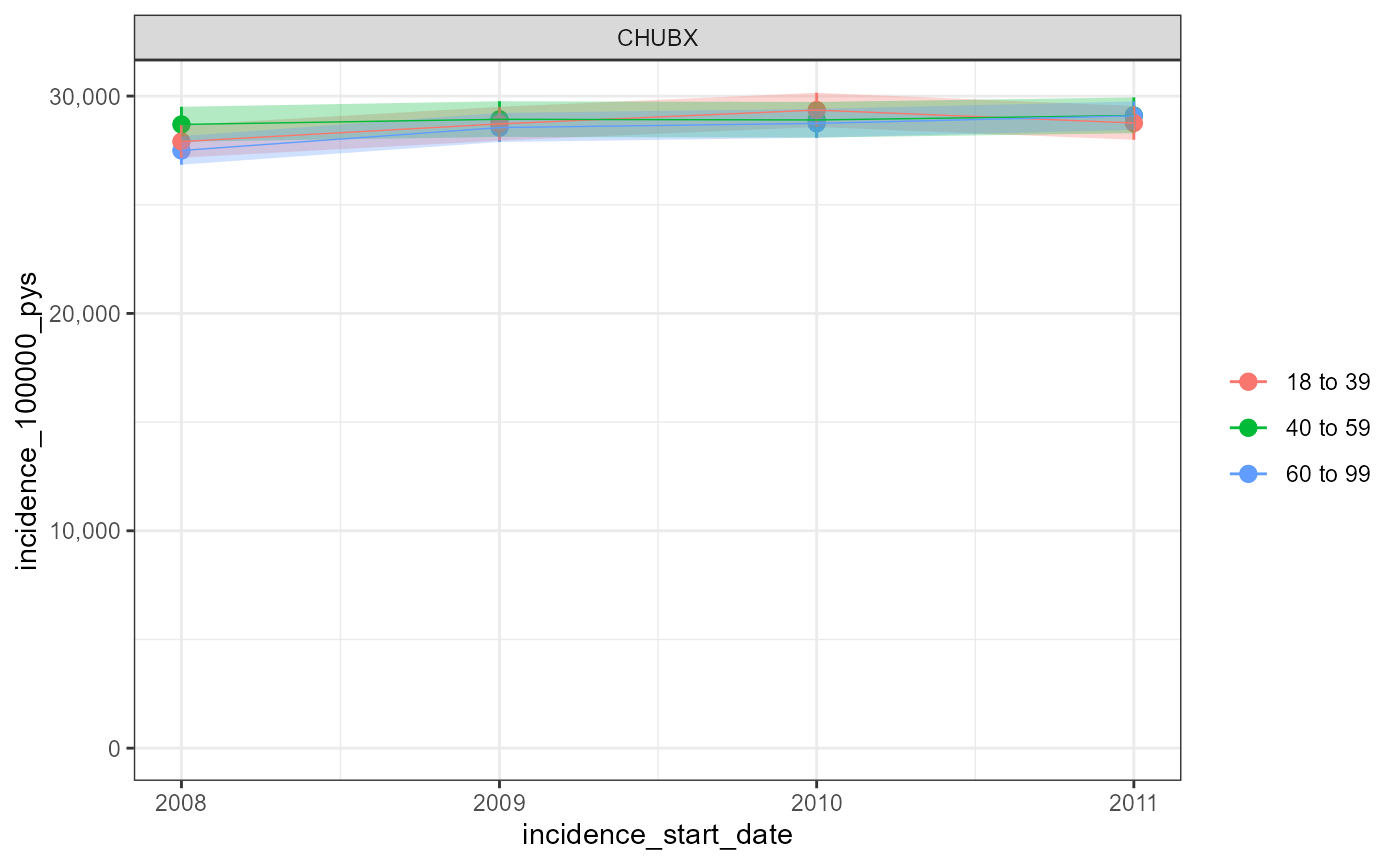 CHUBX
30,000
20,000
10,000
0
incidence_100000_pys
2008
2009
2010
2011
incidence_start_date
18 to 39
40 to 59
60 to 99